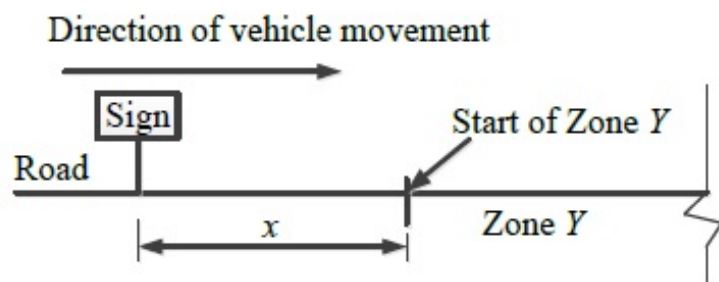 Direction of vehicle movement
Sign
Start of Zone Y
Road
x
Zone Y